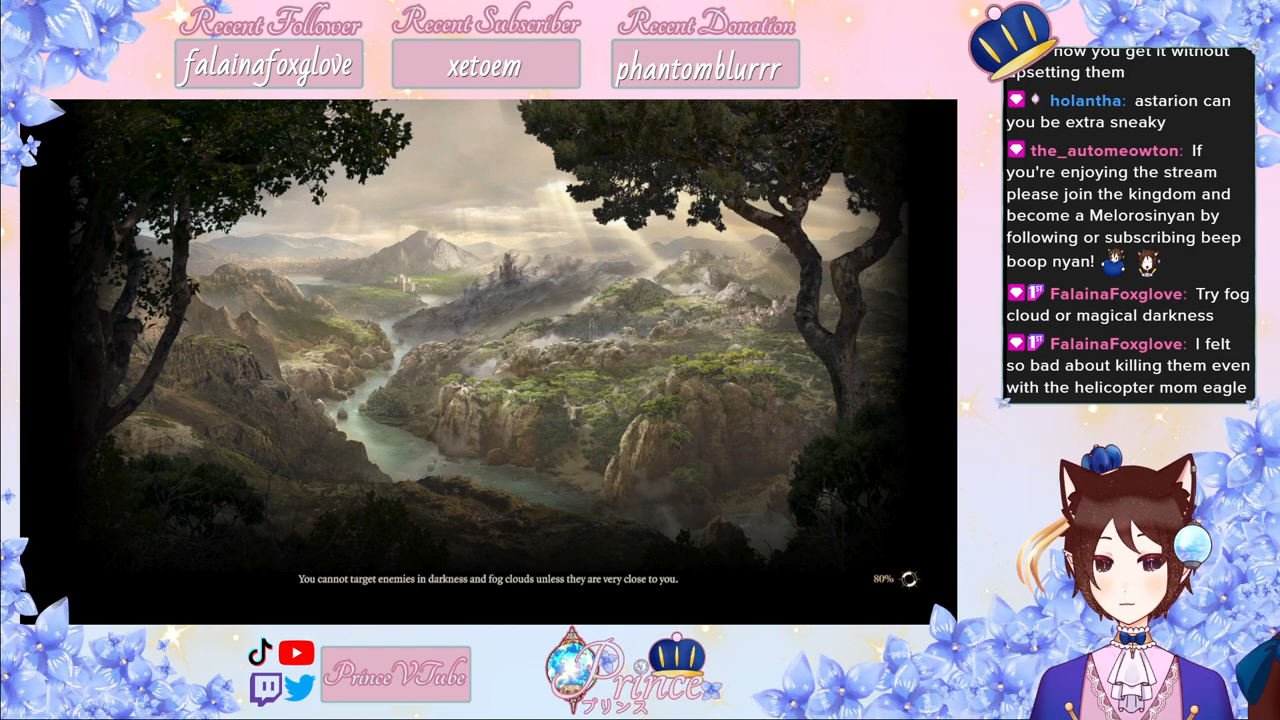 Recent Follower
falainafoxglove
Recent Subscriber
xetoem
Recent Donation
phantomblurrr
how you get it without
upsetting them
holantha: astarion can
you be extra sneaky
the_automeowton: If
you're enjoying the stream
please join the kingdom and
become a Melorosinyan by
following or subscribing beep
boop nyan!
1ST FalainaFoxglove: Try fog
cloud or magical darkness
1ST FalainaFoxglove: I felt
so bad about killing them even
with the helicopter mom eagle
You cannot target enemies in darkness and fog clouds unless they are very close to you.
80%
Prince VTube
Prince
プリンス